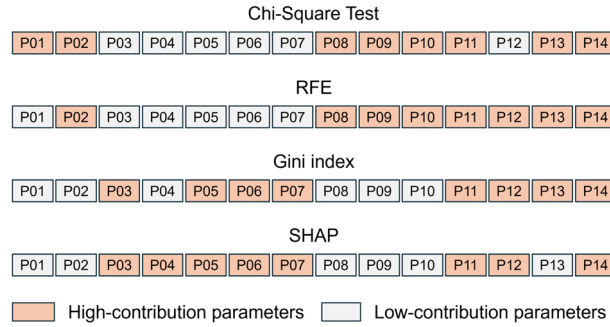 Chi-Square Test
P01 P02 P03 P04 P05 P06 P07 P08 P09 P10 P11 P12 P13 P14
RFE
P01 P02 P03 P04 P05 P06 P07 P08 P09 P10 P11 P12 P13 P14
Gini index
P01 P02 P03 P04 P05 P06 P07 P08 P09 P10 P11 P12 P13 P14
SHAP
P01 P02 P03 P04 P05 P06 P07 P08 P09 P10 P11 P12 P13 P14
High-contribution parameters Low-contribution parameters